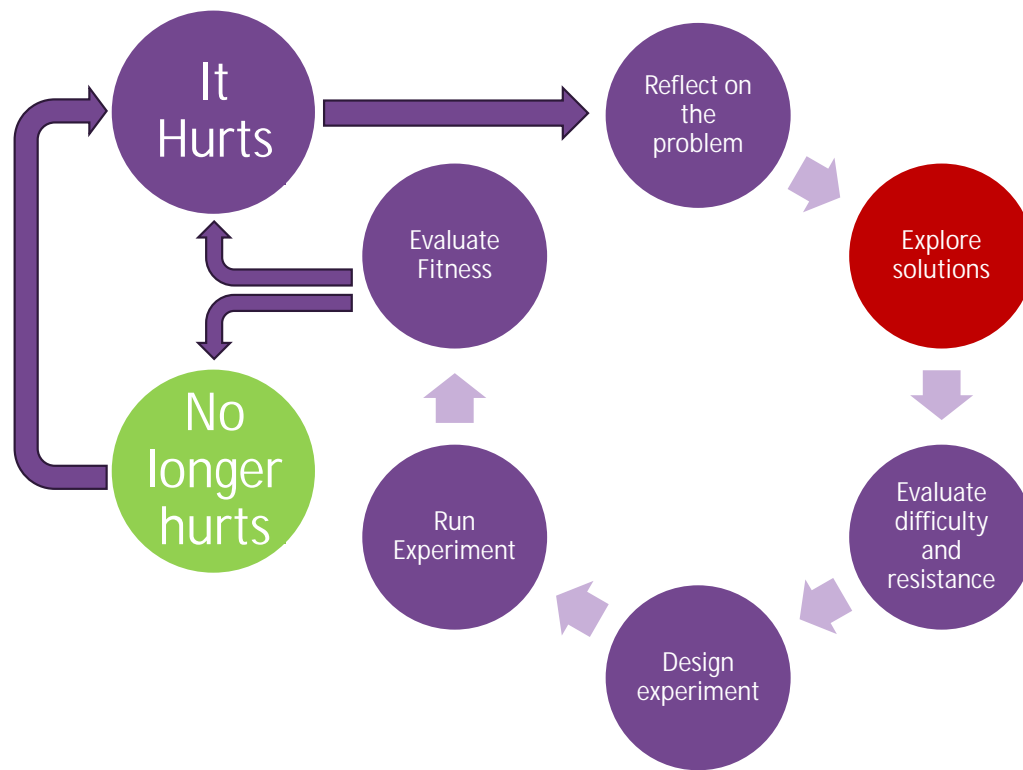 It
Hurts
Reflect on
the
problem
Explore
solutions
Evaluate
difficulty
and
resistance
Design
experiment
Run
Experiment
Evaluate
Fitness
No
longer
hurts